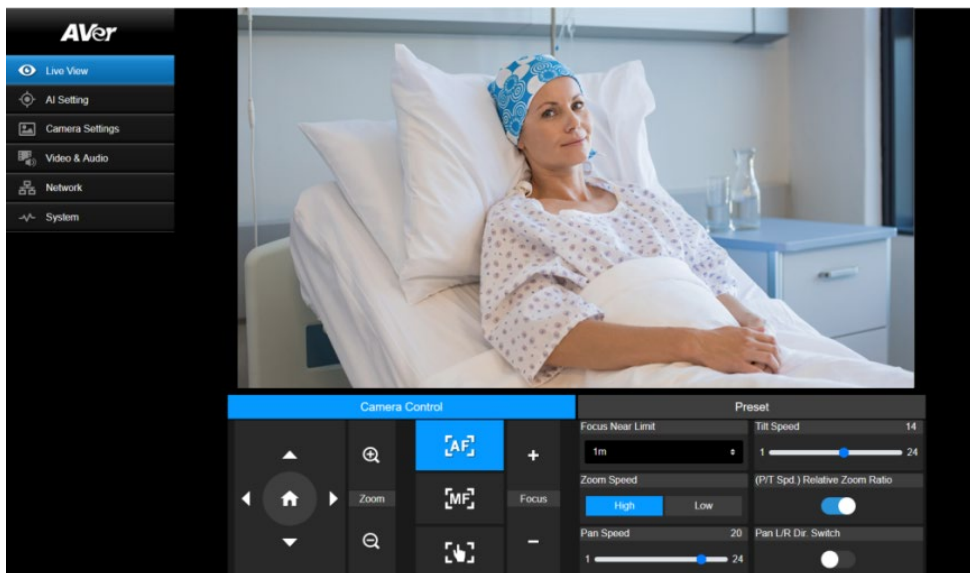 AVer
Live View
AI Setting
Camera Settings
Video & Audio
Network
System
Camera Control
Preset
Zoom
AF
MF
+
Focus
-
Focus Near Limit
1m
Zoom Speed
High Low
Pan Speed 20
1 24
Tilt Speed 14
1 24
(P/T Spd.) Relative Zoom Ratio
Pan L/R Dir. Switch